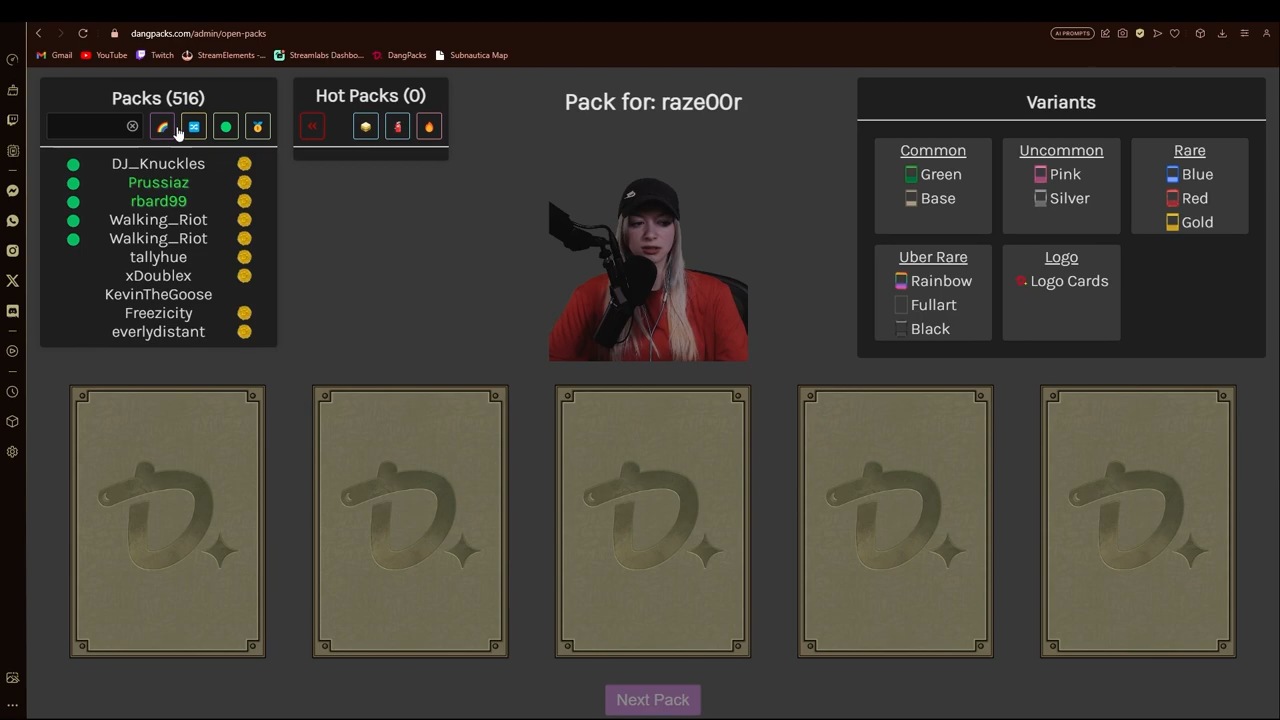 dangpacks.com/admin/open-packs
AI PROMPTS
Gmail
YouTube
Twitch
StreamElements -...
Streamlabs Dashbo...
DangPacks
Subnautica Map
Packs (516)
DJ_Knuckles
Prussiaz
rbard99
Walking_Riot
Walking_Riot
tallyhue
xDoublex
KevinTheGoose
Freezicity
everlydistant
Hot Packs (0)
Pack for: raze00r
Variants
Common
Green
Base
Uncommon
Pink
Silver
Rare
Blue
Red
Gold
Uber Rare
Rainbow
Fullart
Black
Logo
Logo Cards
D
D
D
D
D
Next Pack